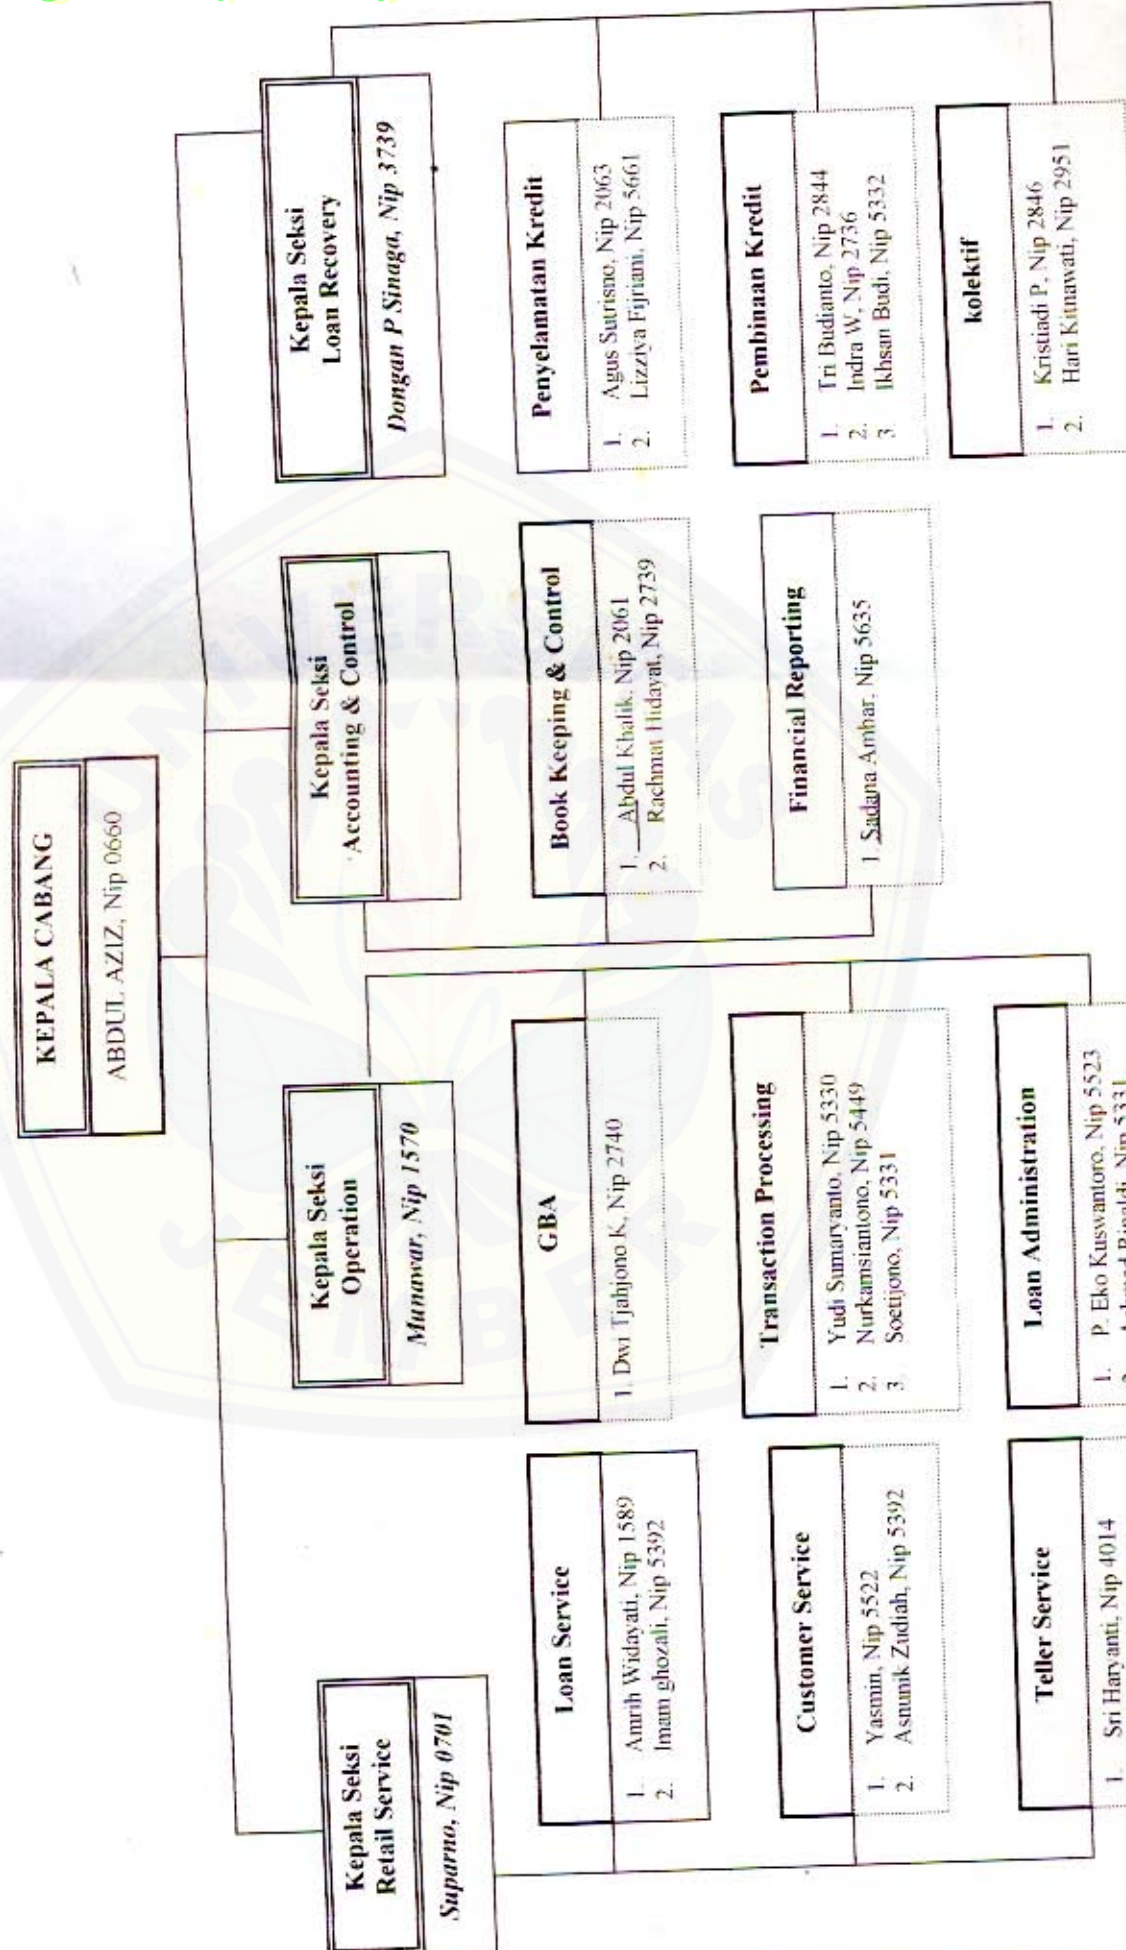 KEPALA CABANG
ABDUL AZIZ, Nip 0660
Kepala Seksi
Retail Service
Suparno, Nip 0701
Kepala Seksi
Operation
Munawar, Nip 1570
Kepala Seksi
Accounting & Control
Kepala Seksi
Loan Recovery
Dongan P Sinaga, Nip 3739
Loan Service
1. Amrih Widayati, Nip 1589
2. Imam ghozali, Nip 5392
GBA
1. Dwi Tjahjono K, Nip 2740
Book Keeping & Control
1. Abdul Khalik. Nip 2061
2. Rachmat Hidayat, Nip 2739
Penyelamatan Kredit
1. Agus Sutrisno, Nip 2063
2. Lizziya Fijriani, Nip 5661
Customer Service
1. Yasmin, Nip 5522
2. Asnunik Zudiah, Nip 5392
Transaction Processing
1. Yudi Sumaryanto, Nip 5330
2. Nurkamsiantono, Nip 5449
3. Soetijono, Nip 5331
Financial Reporting
1. Sadana Ambar. Nip 5635
Pembinaan Kredit
1. Tri Budianto, Nip 2844
2. Indra W, Nip 2736
3 Ikhsan Budi, Nip 5332
Teller Service
1. Sri Haryanti, Nip 4014
Loan Administration
1. P. Eko Kuswantoro, Nip 5523
kolektif
1. Kristiadi P, Nip 2846
2. Hari Kitnawati, Nip 2951
UNIVERSITAS
JEMBER